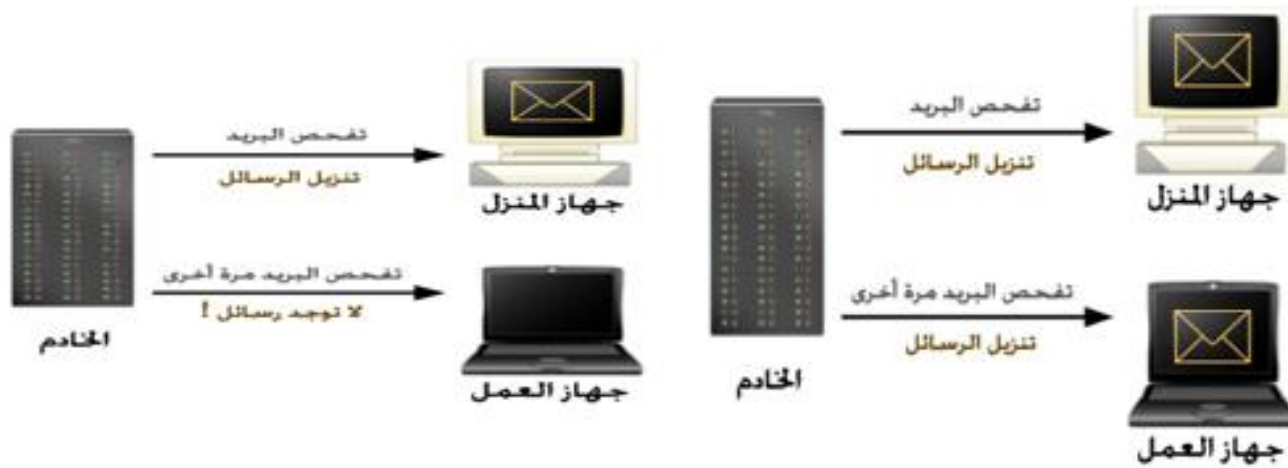 تفحص البريد
تنزيل الرسائل
جهاز المنزل
تفحص البريد مرة أخرى
لا توجد رسائل !
الخادم
جهاز العمل
تفحص البريد
تنزيل الرسائل
جهاز المنزل
تفحص البريد مرة أخرى
تنزيل الرسائل
الخادم
جهاز العمل